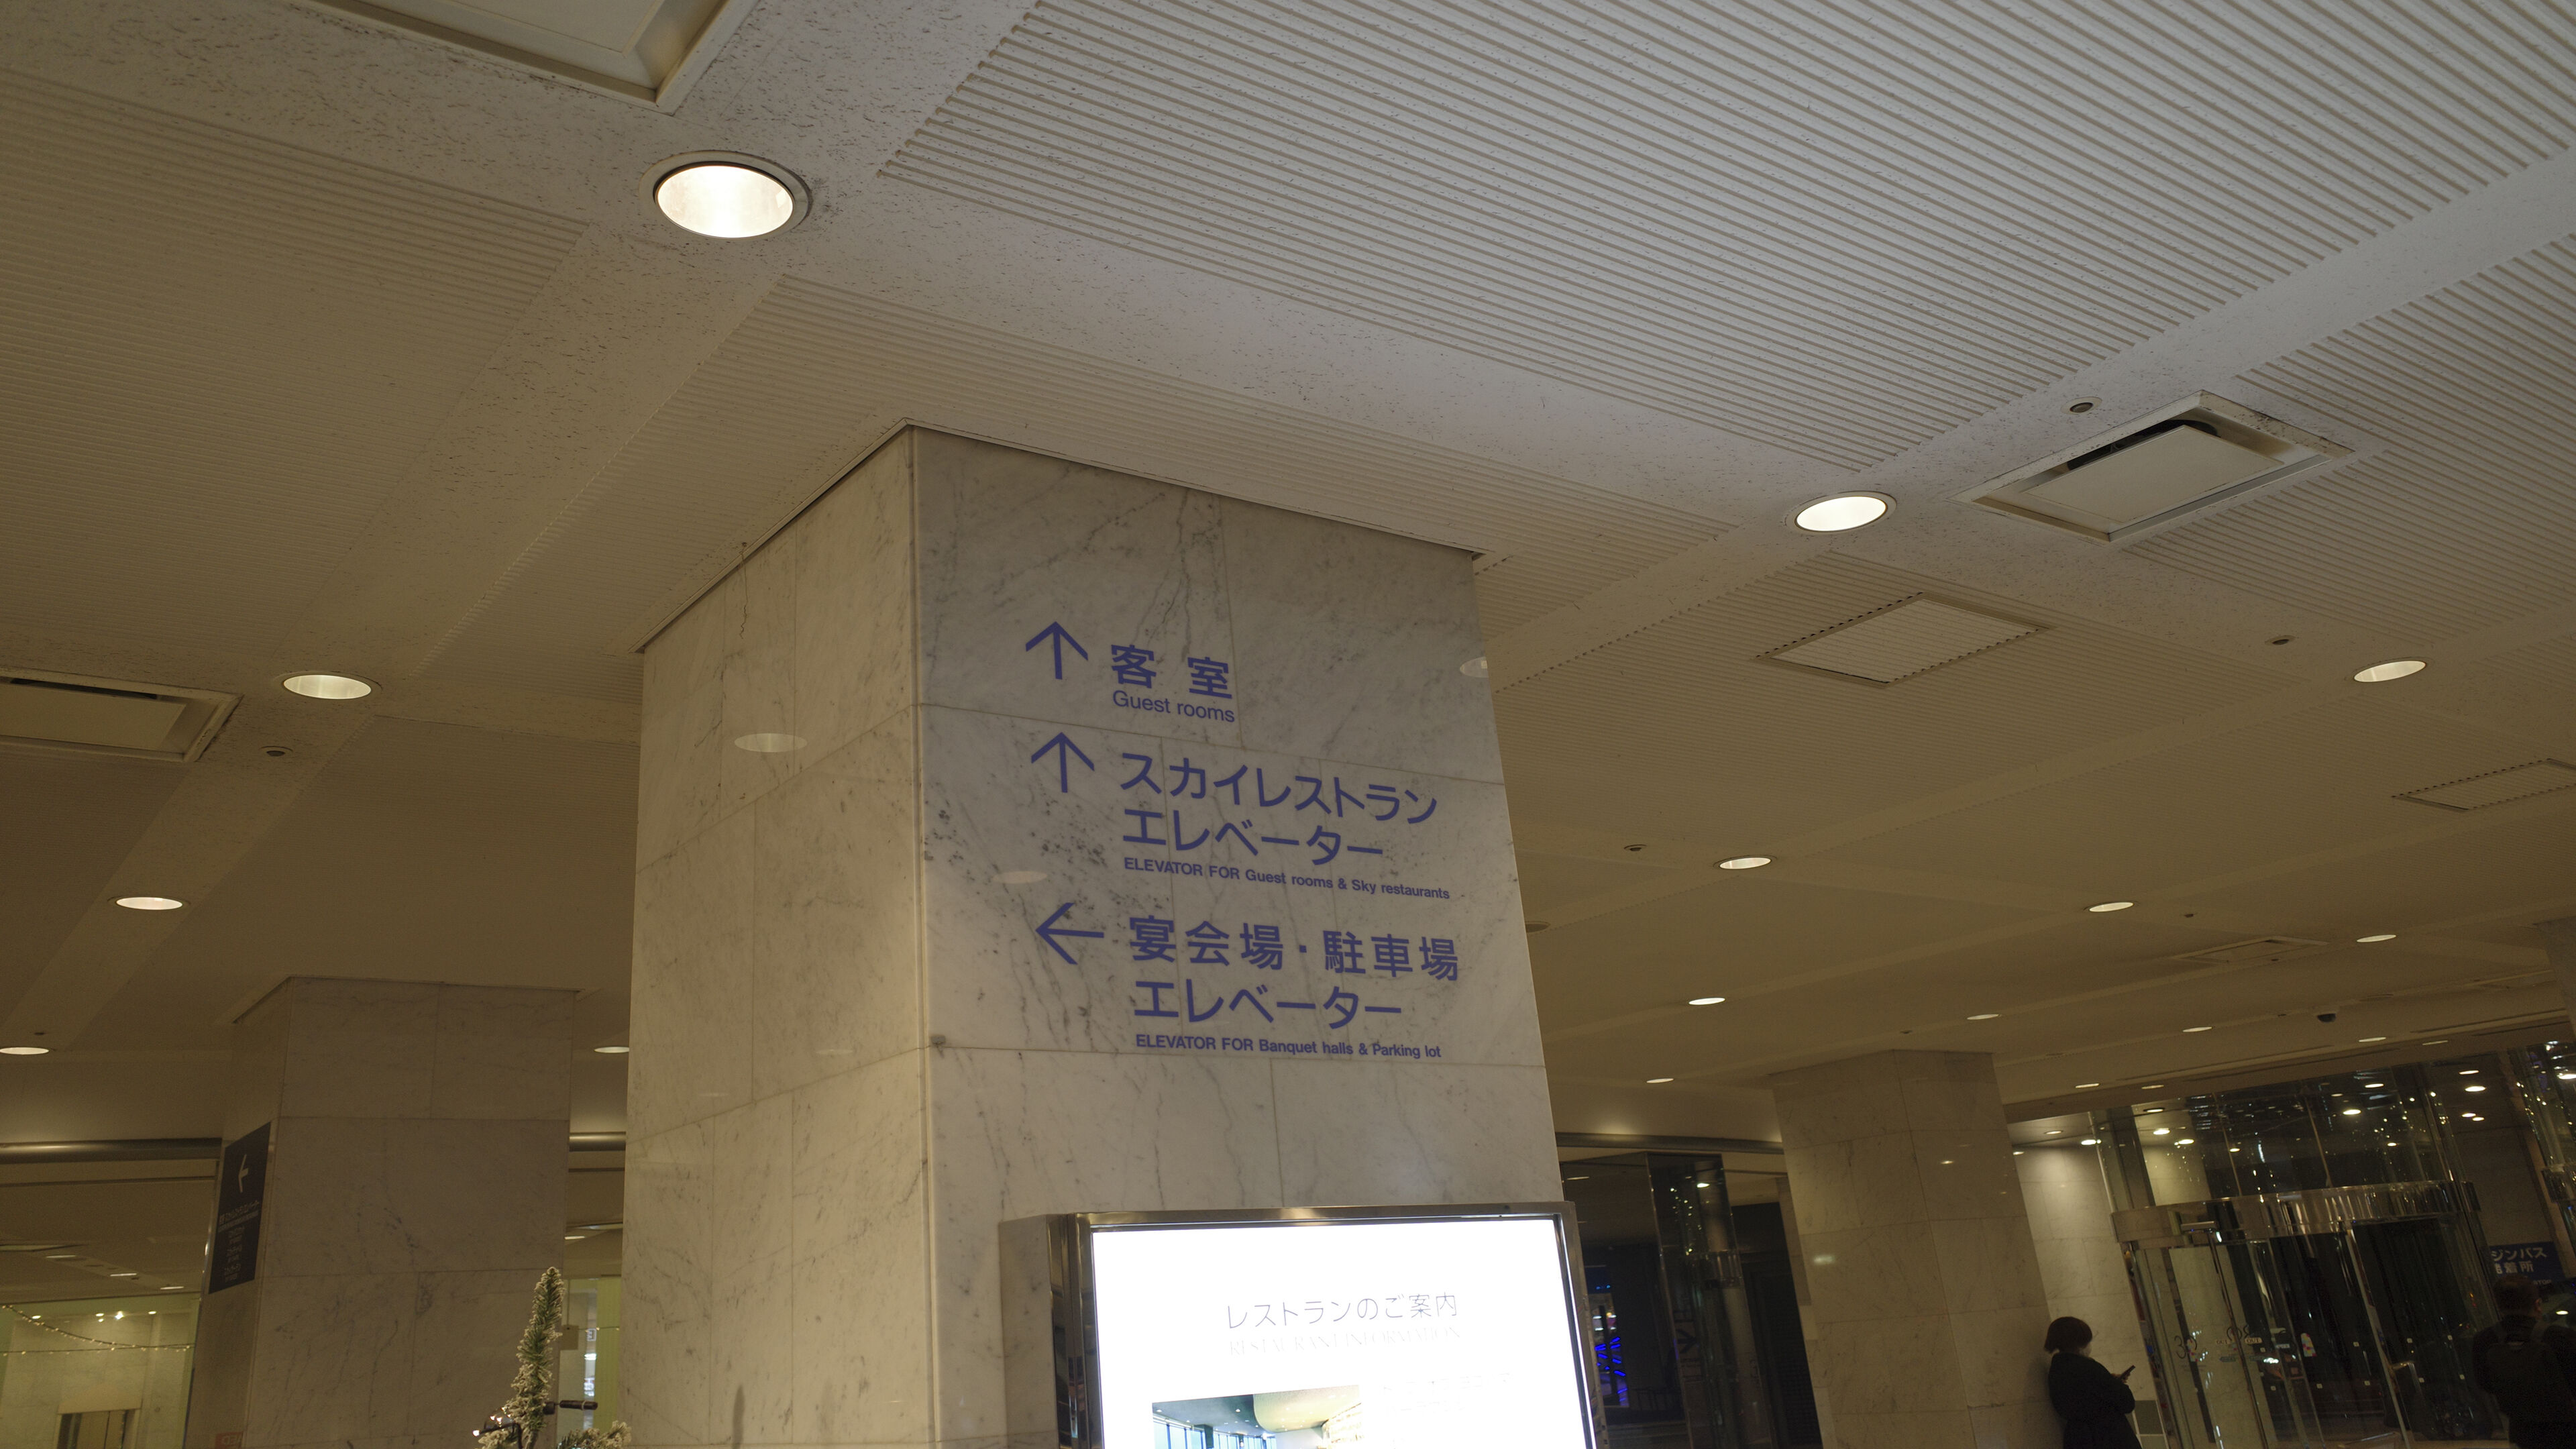 客室
Guest rooms
スカイレストラン
エレベーター
ELEVATOR FOR Guest rooms & Sky restaurants
宴会場・駐車場
エレベーター
ELEVATOR FOR Banquet halls & Parking lot
レストランのご案内
RESTAURANT INFORMATION